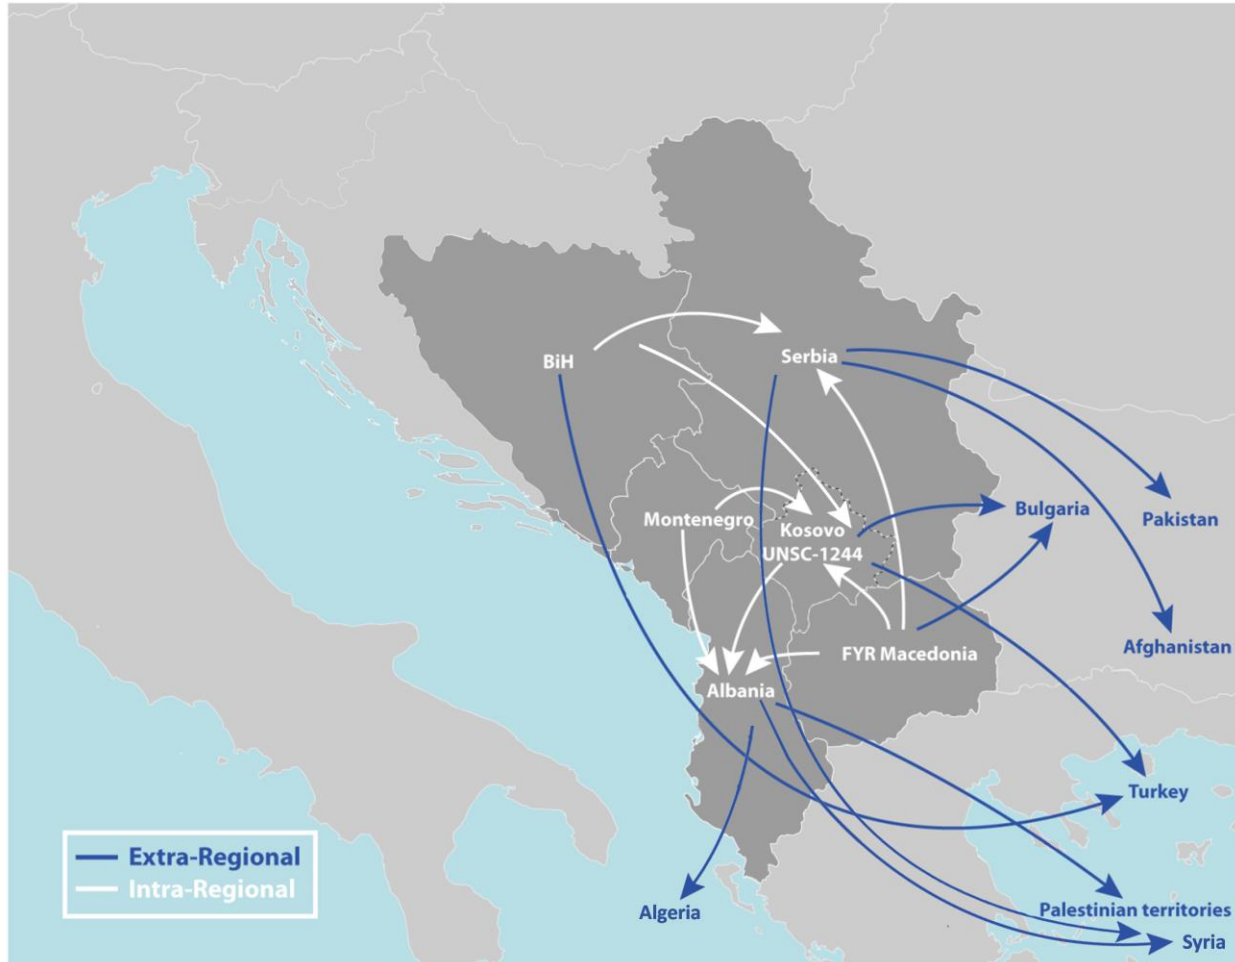 BiH
Serbia
Montenegro
Kosovo
UNSC-1244
Bulgaria
Pakistan
FYR Macedonia
Afghanistan
Albania
Turkey
Algeria
Palestinian territories
Syria
Extra-Regional
Intra-Regional